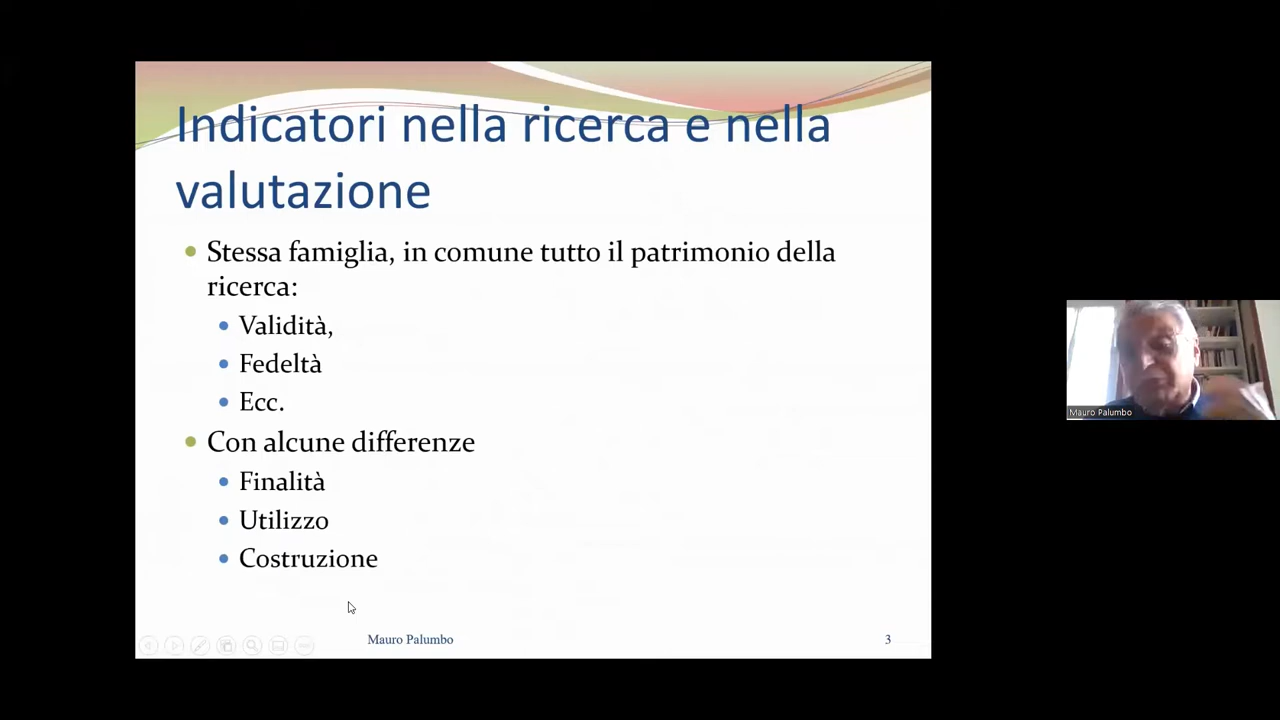 Indicatori nella ricerca e nella
valutazione
Stessa famiglia, in comune tutto il patrimonio della
ricerca:
Validità,
Fedeltà
Ecc.
Con alcune differenze
Finalità
Utilizzo
Costruzione
Mauro Palumbo
3
Mauro Palumbo